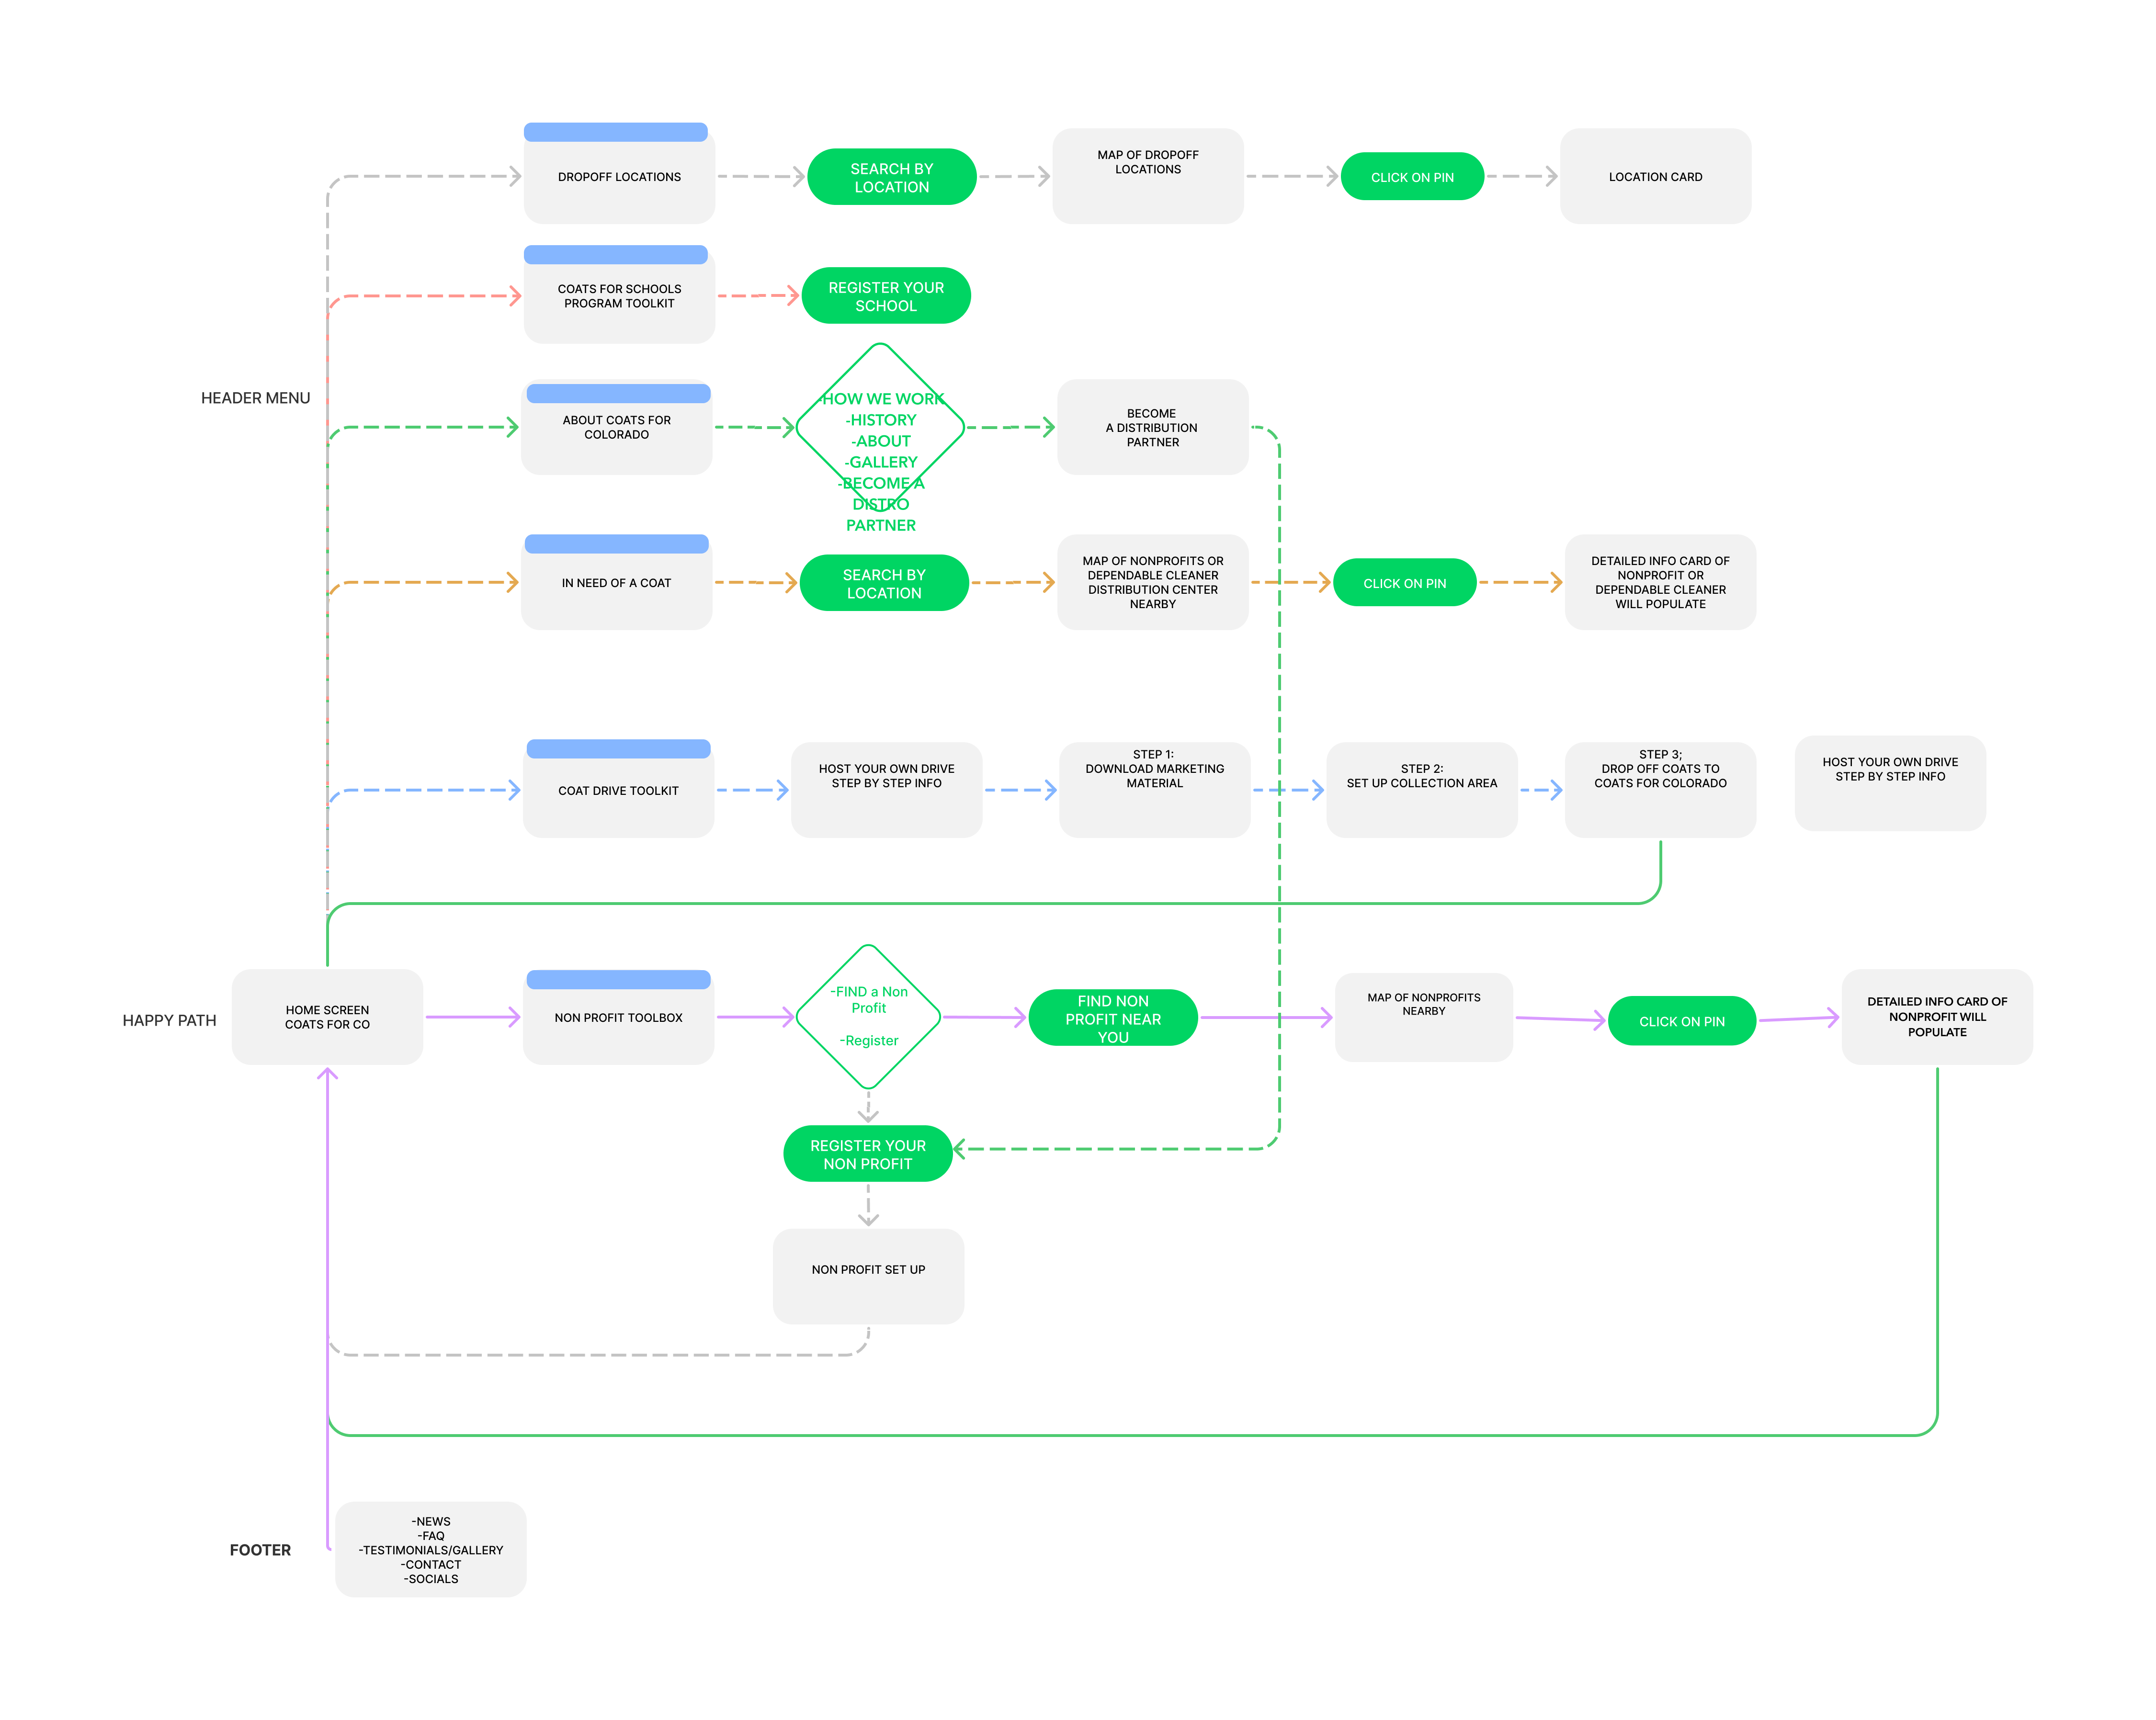 DROPOFF LOCATIONS
SEARCH BY
LOCATION
MAP OF DROPOFF
LOCATIONS
CLICK ON PIN
LOCATION CARD
COATS FOR SCHOOLS
PROGRAM TOOLKIT
REGISTER YOUR
SCHOOL
HEADER MENU
ABOUT COATS FOR
COLORADO
-HOW WE WORK
-HISTORY
-ABOUT
-GALLERY
-BECOME A
DISTRO
PARTNER
BECOME
A DISTRIBUTION
PARTNER
IN NEED OF A COAT
SEARCH BY
LOCATION
MAP OF NONPROFITS OR
DEPENDABLE CLEANER
DISTRIBUTION CENTER
NEARBY
CLICK ON PIN
DETAILED INFO CARD OF
NONPROFIT OR
DEPENDABLE CLEANER
WILL POPULATE
COAT DRIVE TOOLKIT
HOST YOUR OWN DRIVE
STEP BY STEP INFO
STEP 1:
DOWNLOAD MARKETING
MATERIAL
STEP 2:
SET UP COLLECTION AREA
STEP 3;
DROP OFF COATS TO
COATS FOR COLORADO
HOST YOUR OWN DRIVE
STEP BY STEP INFO
HAPPY PATH
HOME SCREEN
COATS FOR CO
NON PROFIT TOOLBOX
-FIND a Non
Profit
-Register
FIND NON
PROFIT NEAR
YOU
MAP OF NONPROFITS
NEARBY
CLICK ON PIN
DETAILED INFO CARD OF
NONPROFIT WILL
POPULATE
REGISTER YOUR
NON PROFIT
NON PROFIT SET UP
FOOTER
-NEWS
-FAQ
-TESTIMONIALS/GALLERY
-CONTACT
-SOCIALS